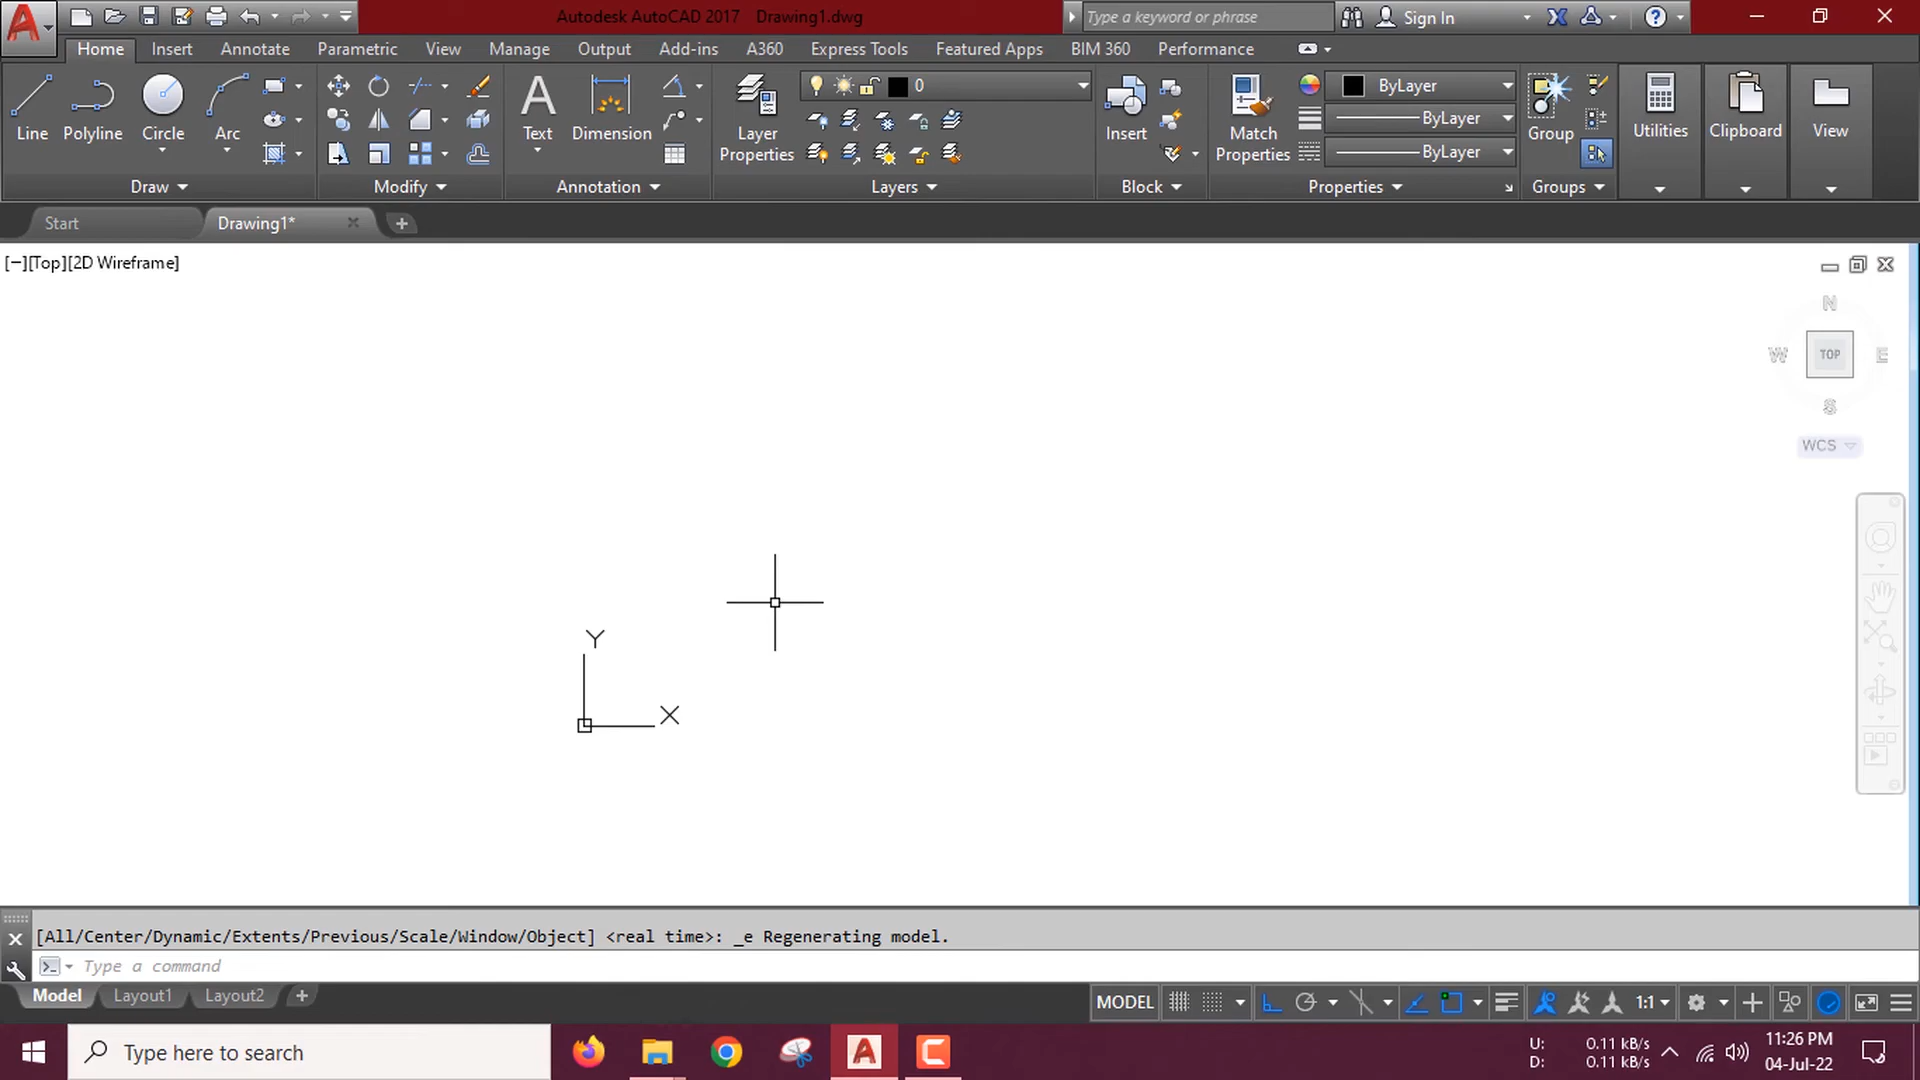 Autodesk AutoCAD 2017 Drawing1.dwg
Type a keyword or phrase
Sign In
Home Insert Annotate Parametric View Manage Output Add-ins A360 Express Tools Featured Apps BIM 360 Performance
Line Polyline Circle Arc
Text Dimension
Layer Properties
0
Insert
Match Properties
ByLayer
ByLayer
ByLayer
Group
Utilities
Clipboard
View
Draw Modify Annotation Layers Block Properties Groups
Start Drawing1*
[−][Top][2D Wireframe]
N
W TOP E
S
WCS
Y
X
[All/Center/Dynamic/Extents/Previous/Scale/Window/Object] <real time>: _e Regenerating model.
Type a command
Model Layout1 Layout2
MODEL 1:1
Type here to search
U: 0.11 kB/s
D: 0.11 kB/s
11:26 PM
04-Jul-22